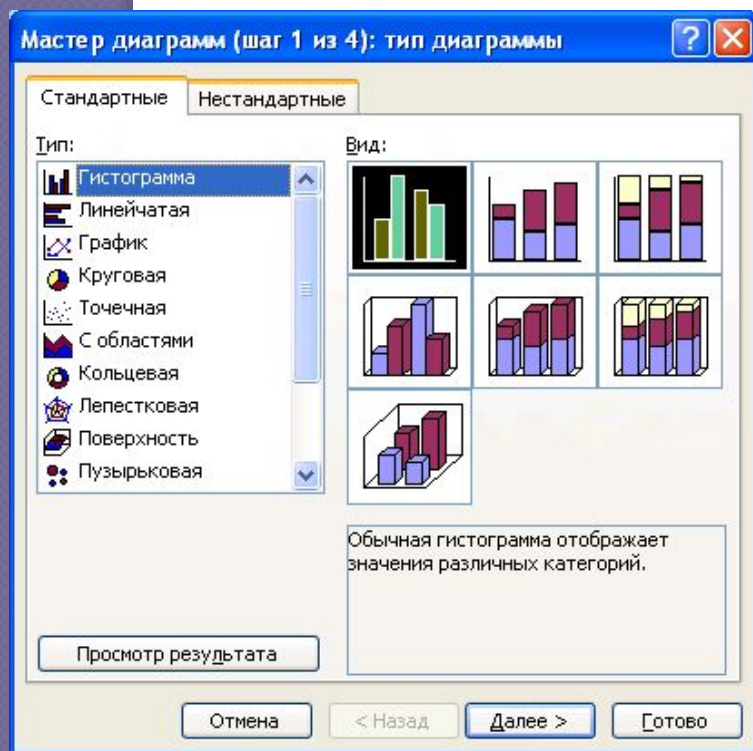 Мастер диаграмм (шаг 1 из 4): тип диаграммы
Стандартные
Нестандартные
Тип:
Гистограмма
Линейчатая
График
Круговая
Точечная
С областями
Кольцевая
Лепестковая
Поверхность
Пузырьковая
Вид:
Обычная гистограмма отображает
значения различных категорий.
Просмотр результата
Отмена
< Назад
Далее >
Готово